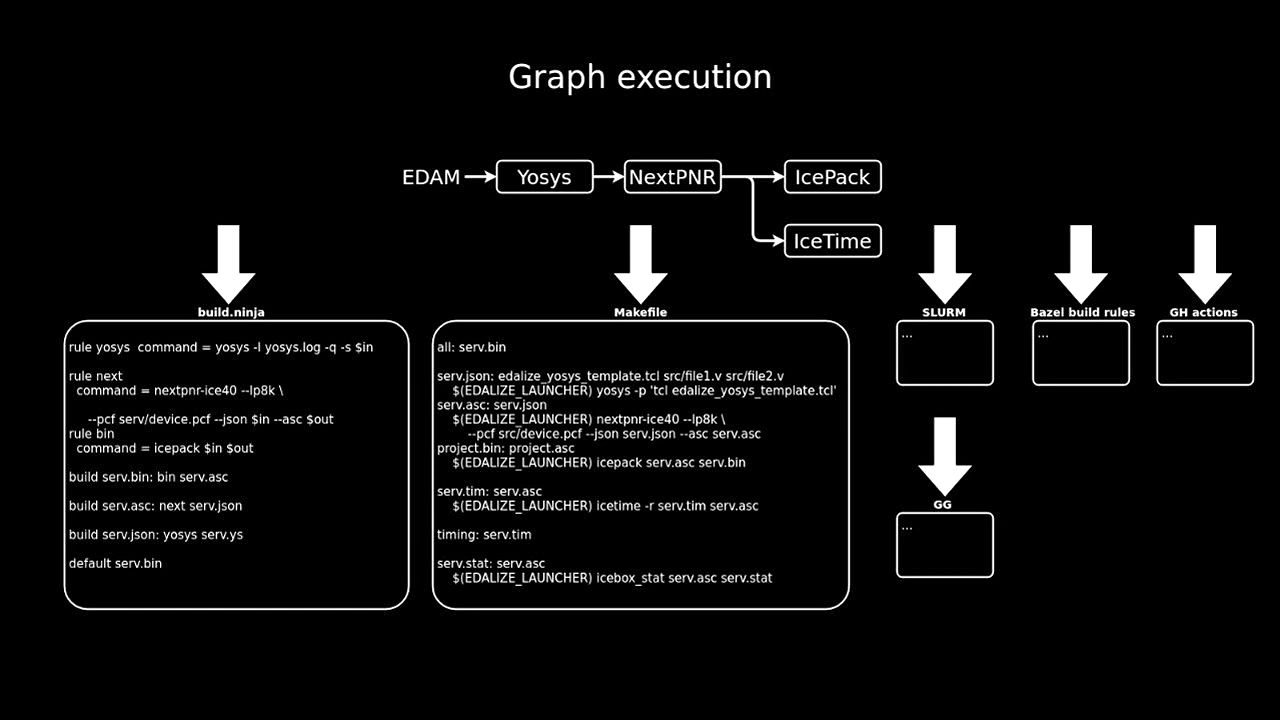 Graph execution
EDAM
Yosys
NextPNR
IcePack
IceTime
build.ninja
rule yosys  command = yosys -l yosys.log -q -s $in
rule next
  command = nextpnr-ice40 --lp8k \
     --pcf serv/device.pcf --json $in --asc $out
rule bin
  command = icepack $in $out
build serv.bin: bin serv.asc
build serv.asc: next serv.json
build serv.json: yosys serv.ys
default serv.bin
Makefile
all: serv.bin
serv.json: edalize_yosys_template.tcl src/file1.v src/file2.v
    $(EDALIZE_LAUNCHER) yosys -p 'tcl edalize_yosys_template.tcl'
serv.asc: serv.json
    $(EDALIZE_LAUNCHER) nextpnr-ice40 --lp8k \
        --pcf src/device.pcf --json serv.json --asc serv.asc
project.bin: project.asc
    $(EDALIZE_LAUNCHER) icepack serv.asc serv.bin
serv.tim: serv.asc
    $(EDALIZE_LAUNCHER) icetime -r serv.tim serv.asc
timing: serv.tim
serv.stat: serv.asc
    $(EDALIZE_LAUNCHER) icebox_stat serv.asc serv.stat
SLURM
...
Bazel build rules
...
GH actions
...
GG
...